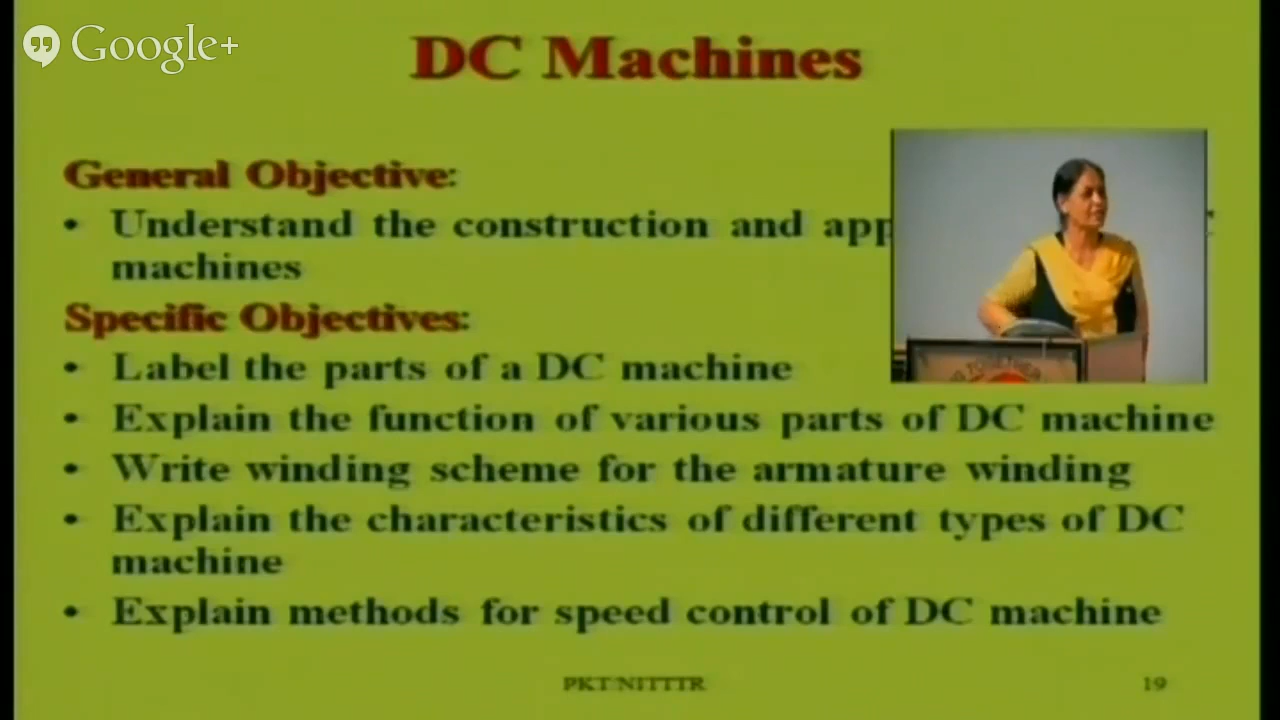 Google+
DC Machines
General Objective:
• Understand the construction and app
machines
Specific Objectives:
• Label the parts of a DC machine
• Explain the function of various parts of DC machine
• Write winding scheme for the armature winding
• Explain the characteristics of different types of DC
machine
• Explain methods for speed control of DC machine
PKT/NITTTR
19